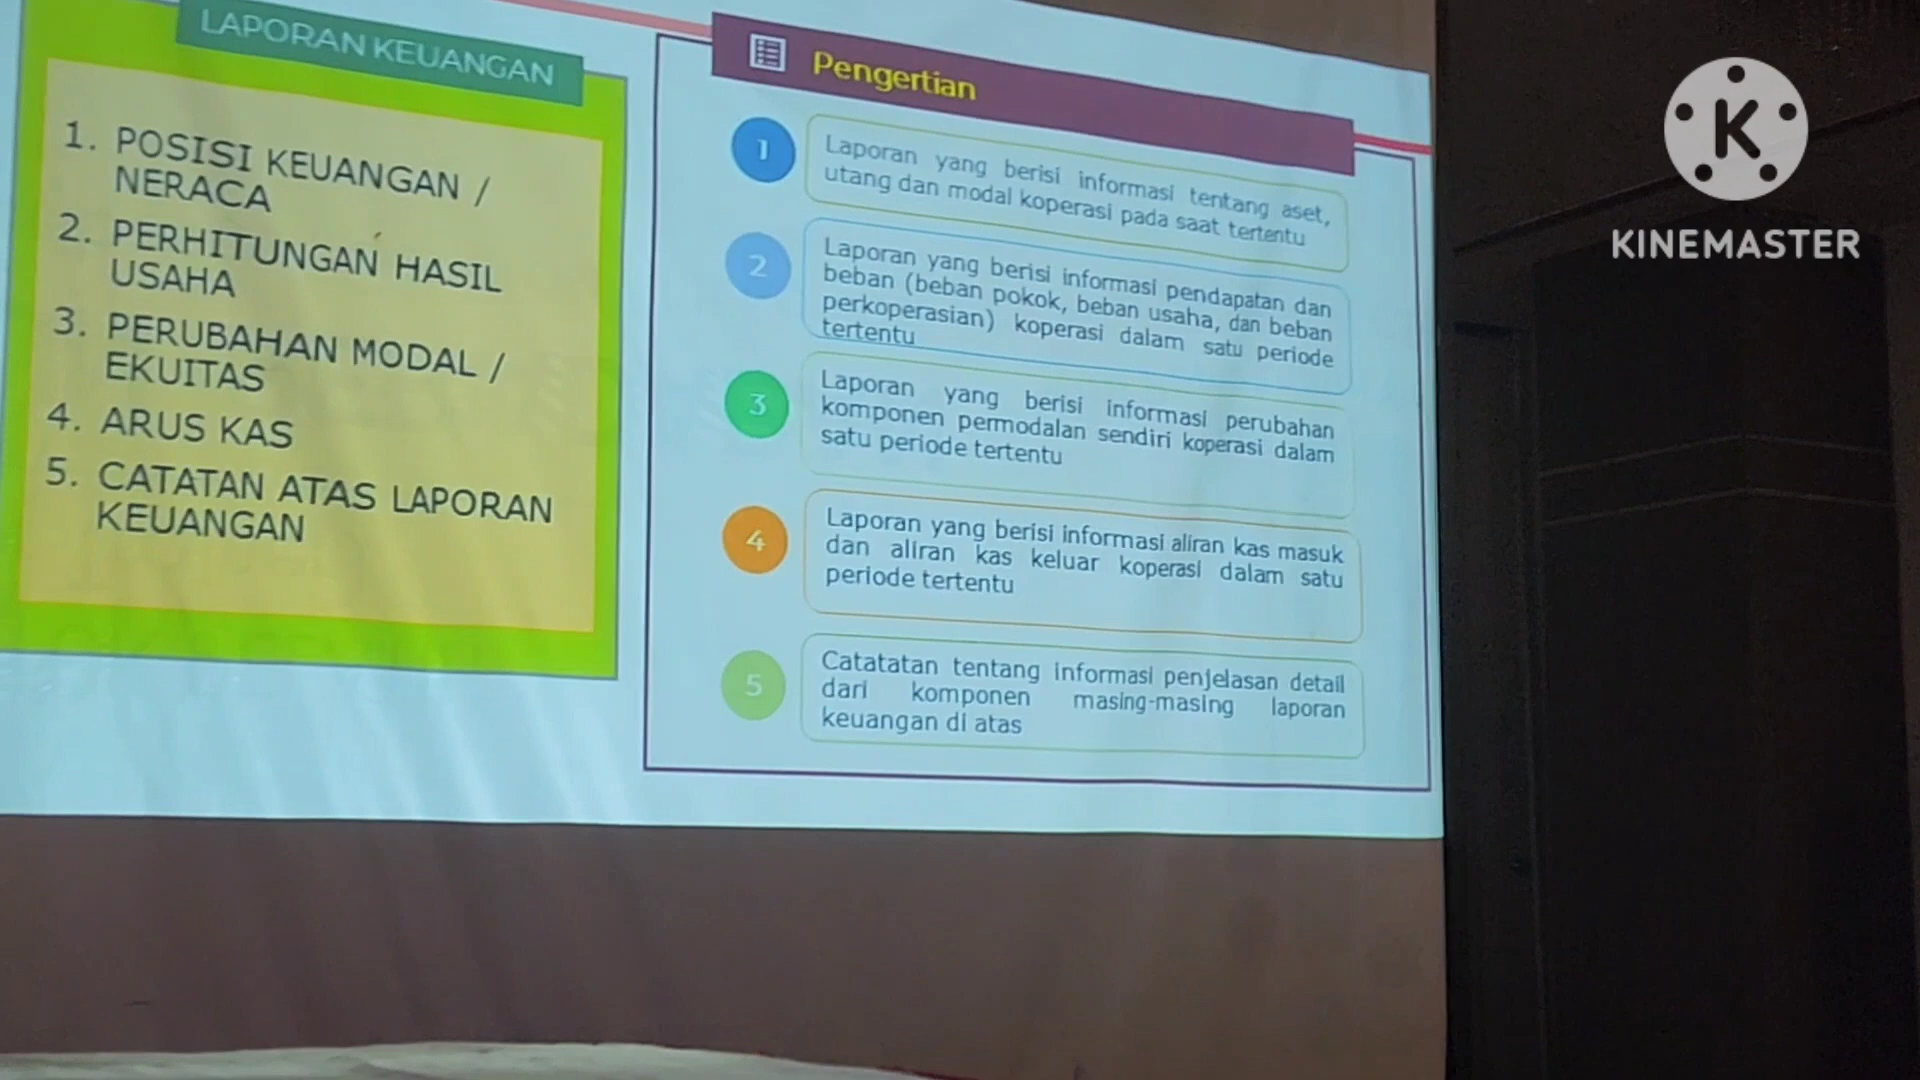 LAPORAN KEUANGAN
1. POSISI KEUANGAN /
NERACA
2. PERHITUNGAN HASIL
USAHA
3. PERUBAHAN MODAL /
EKUITAS
4. ARUS KAS
5. CATATAN ATAS LAPORAN
KEUANGAN
Pengertian
1
Laporan yang berisi informasi tentang aset,
utang dan modal koperasi pada saat tertentu
2
Laporan yang berisi informasi pendapatan dan
beban (beban pokok, beban usaha, dan beban
perkoperasian) koperasi dalam satu periode
tertentu
3
Laporan yang berisi informasi perubahan
komponen permodalan sendiri koperasi dalam
satu periode tertentu
4
Laporan yang berisi informasi aliran kas masuk
dan aliran kas keluar koperasi dalam satu
periode tertentu
5
Catatatan tentang informasi penjelasan detail
dari komponen masing-masing laporan
keuangan di atas
K
KINEMASTER